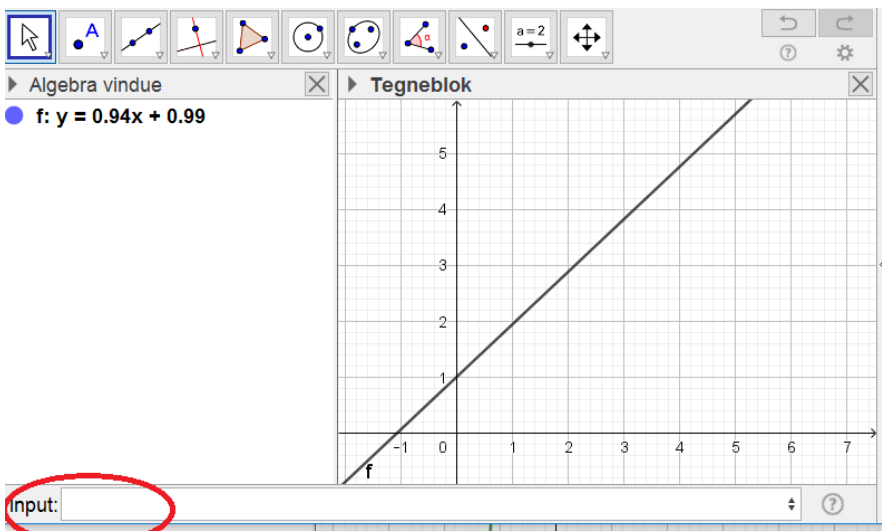 A
α
a = 2
Algebra vindue
Tegneblok
f: y = 0.94x + 0.99
5
4
3
2
1
-1 0 1 2 3 4 5 6 7
f
Input: